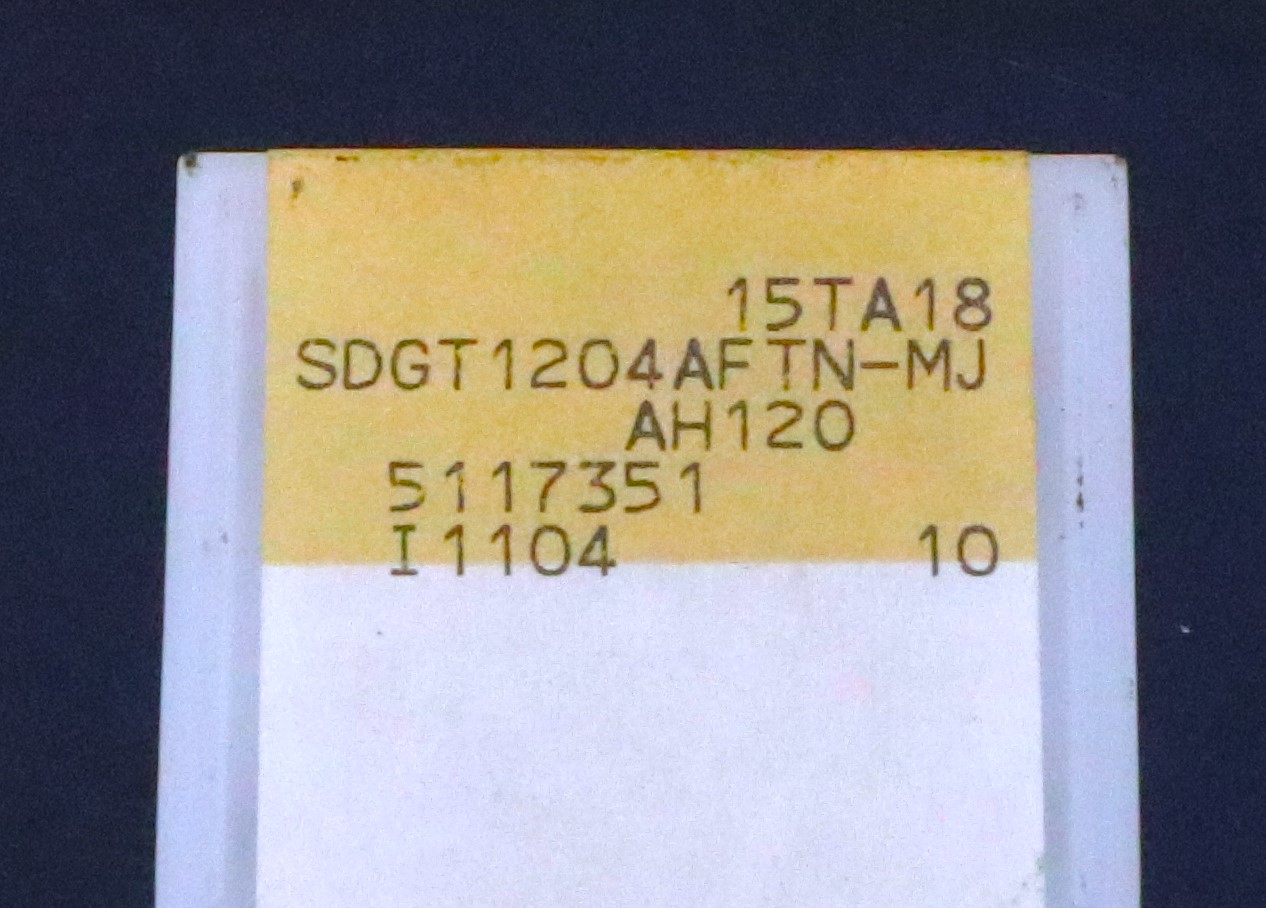 15TA18
SDGT1204AFTN-MJ
AH120
5117351
I1104 10